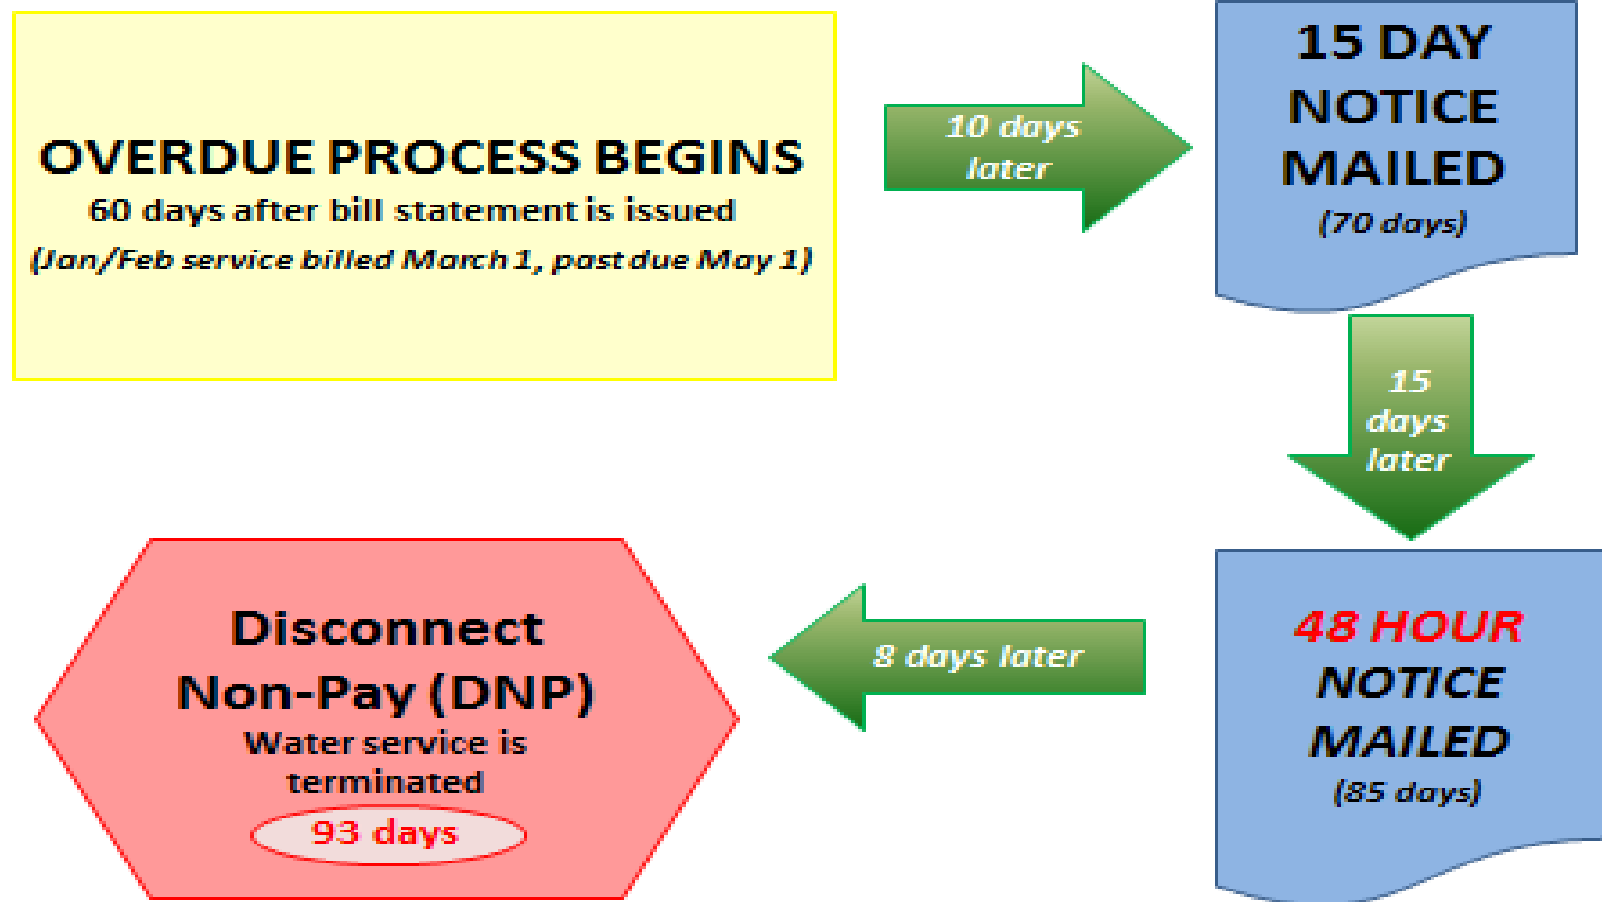 OVERDUE PROCESS BEGINS
60 days after bill statement is issued
(Jan/Feb service billed March 1, past due May 1)
10 days
later
15 DAY
NOTICE
MAILED
(70 days)
15
days
later
48 HOUR
NOTICE
MAILED
(85 days)
8 days later
Disconnect
Non-Pay (DNP)
Water service is
terminated
93 days